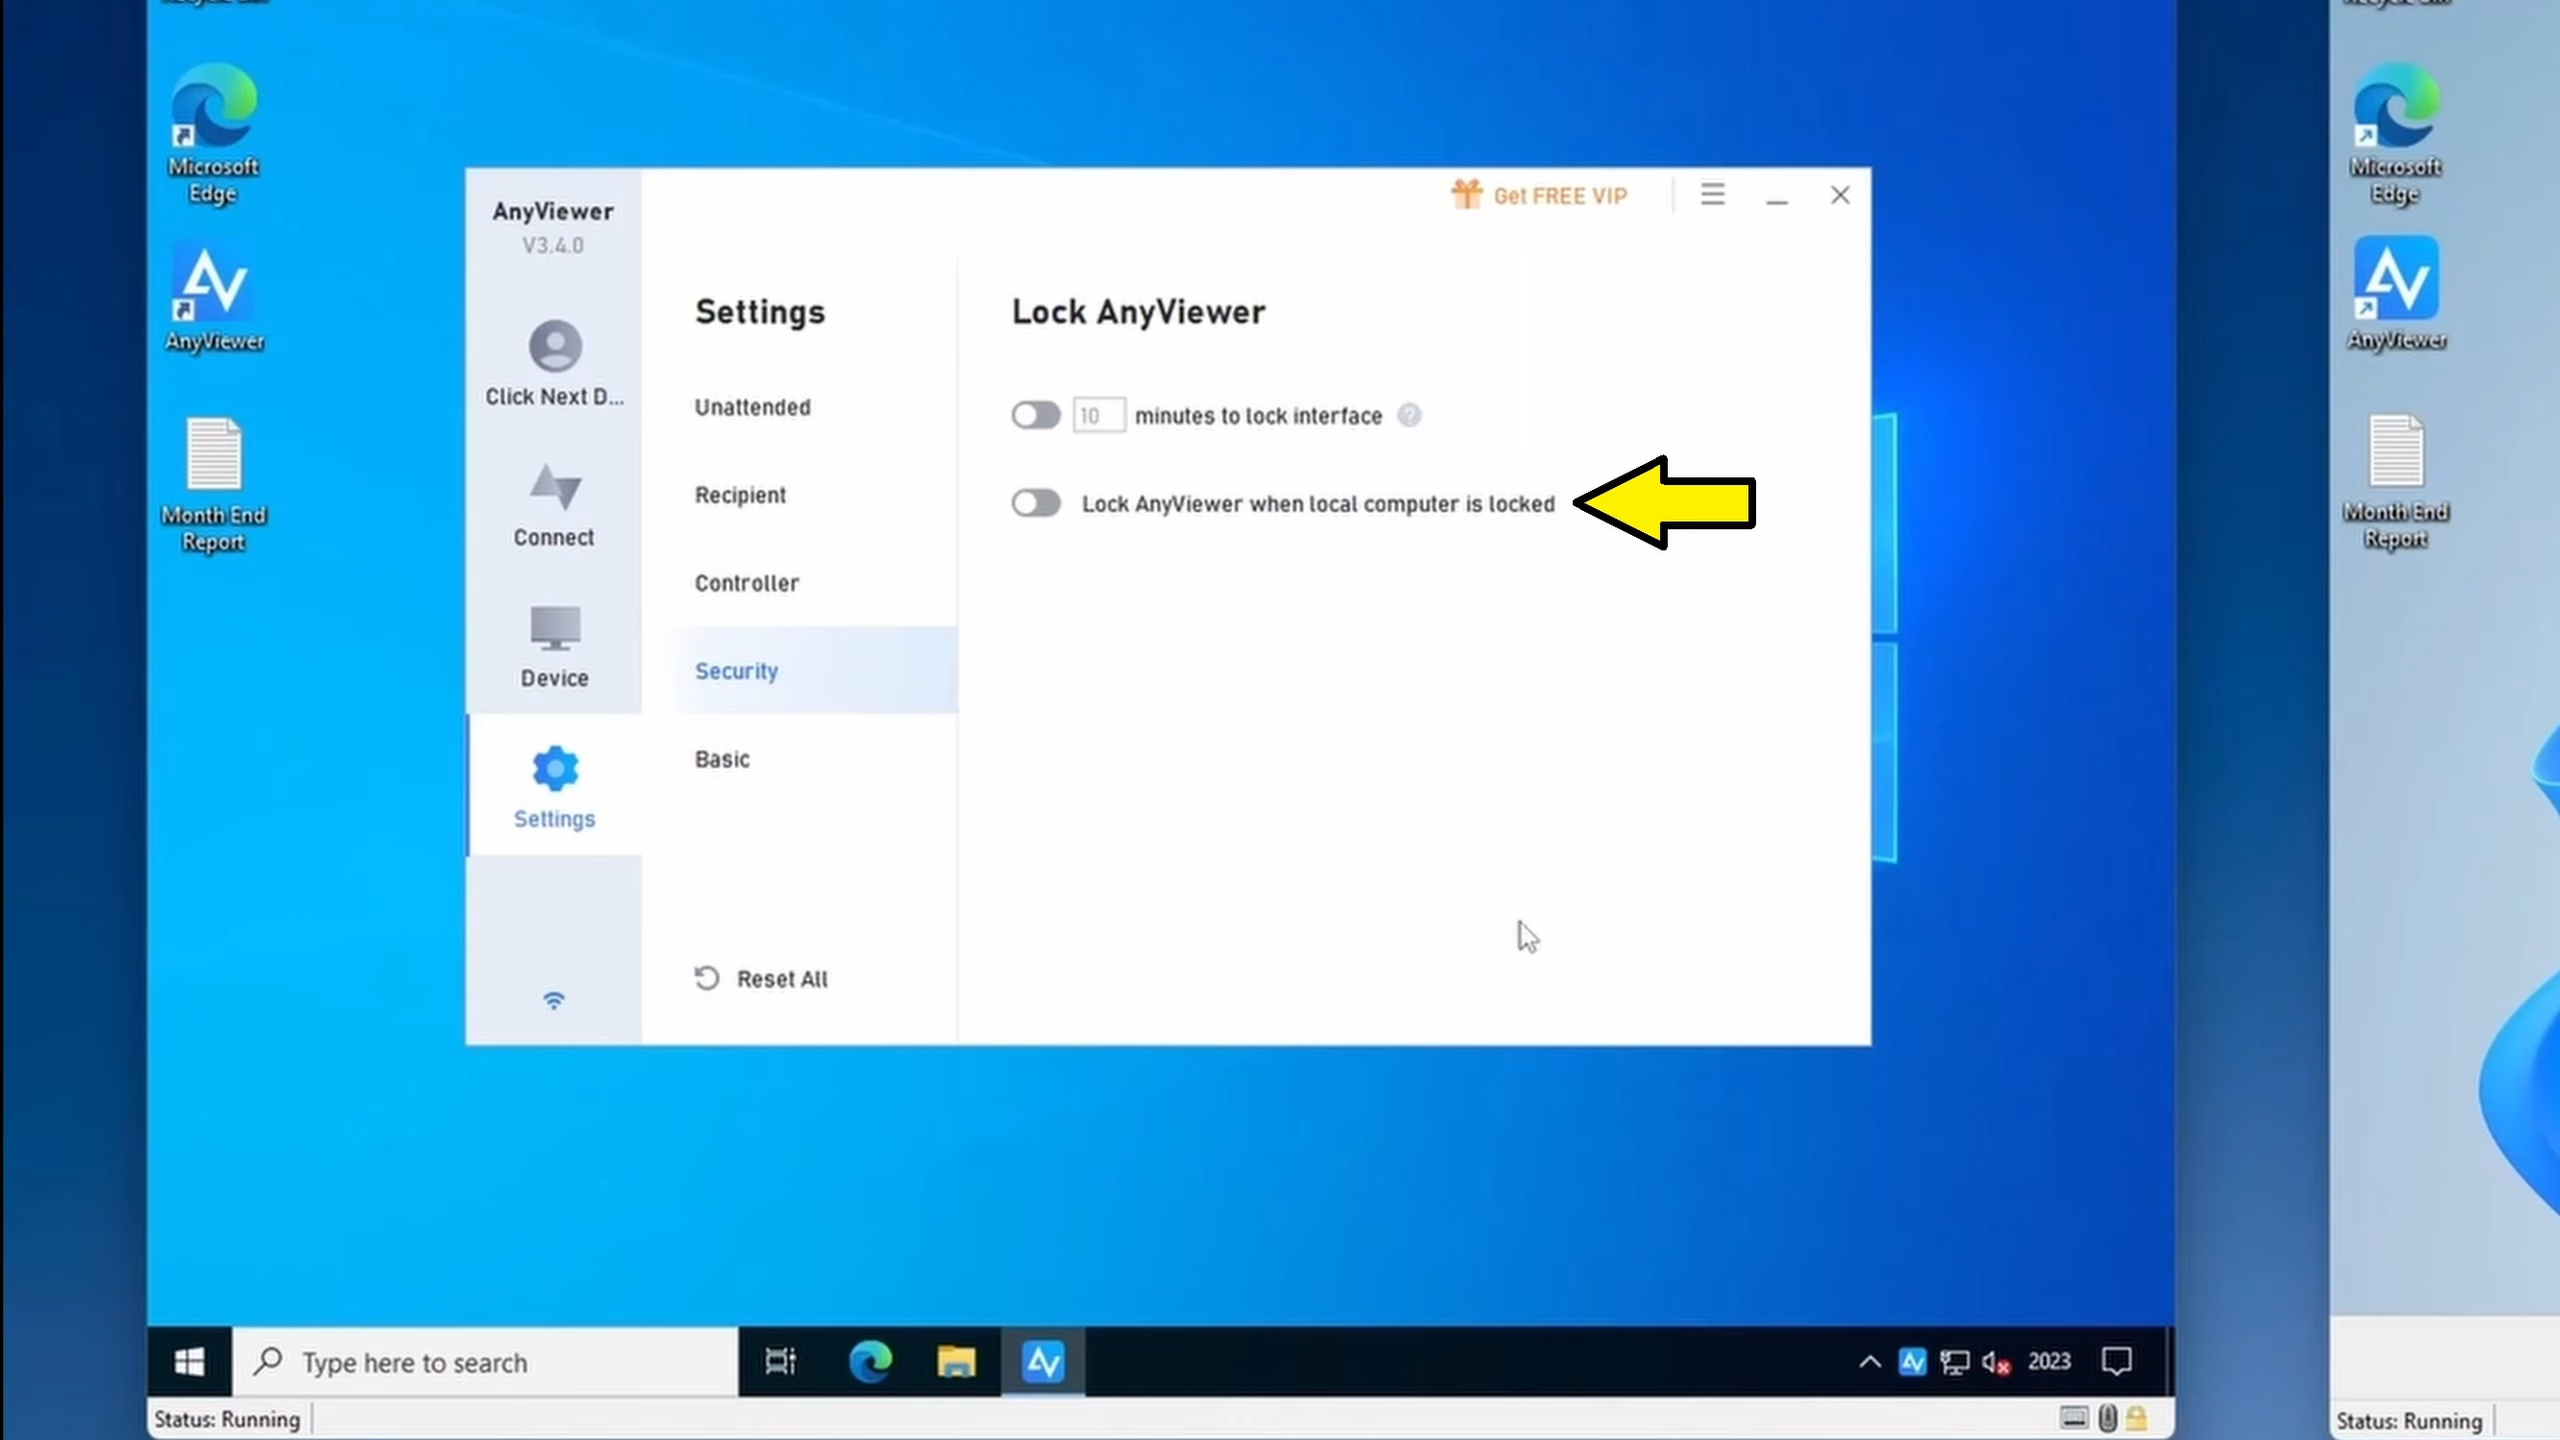 Microsoft
Edge
AnyViewer
Month End
Report
AnyViewer
V3.4.0
Click Next D...
Connect
Device
Settings
Settings
Unattended
Recipient
Controller
Security
Basic
Reset All
Get FREE VIP
Lock AnyViewer
10 minutes to lock interface ?
Lock AnyViewer when local computer is locked
Type here to search
2023
Status: Running
Microsoft
Edge
AnyViewer
Month End
Report
Status: Running